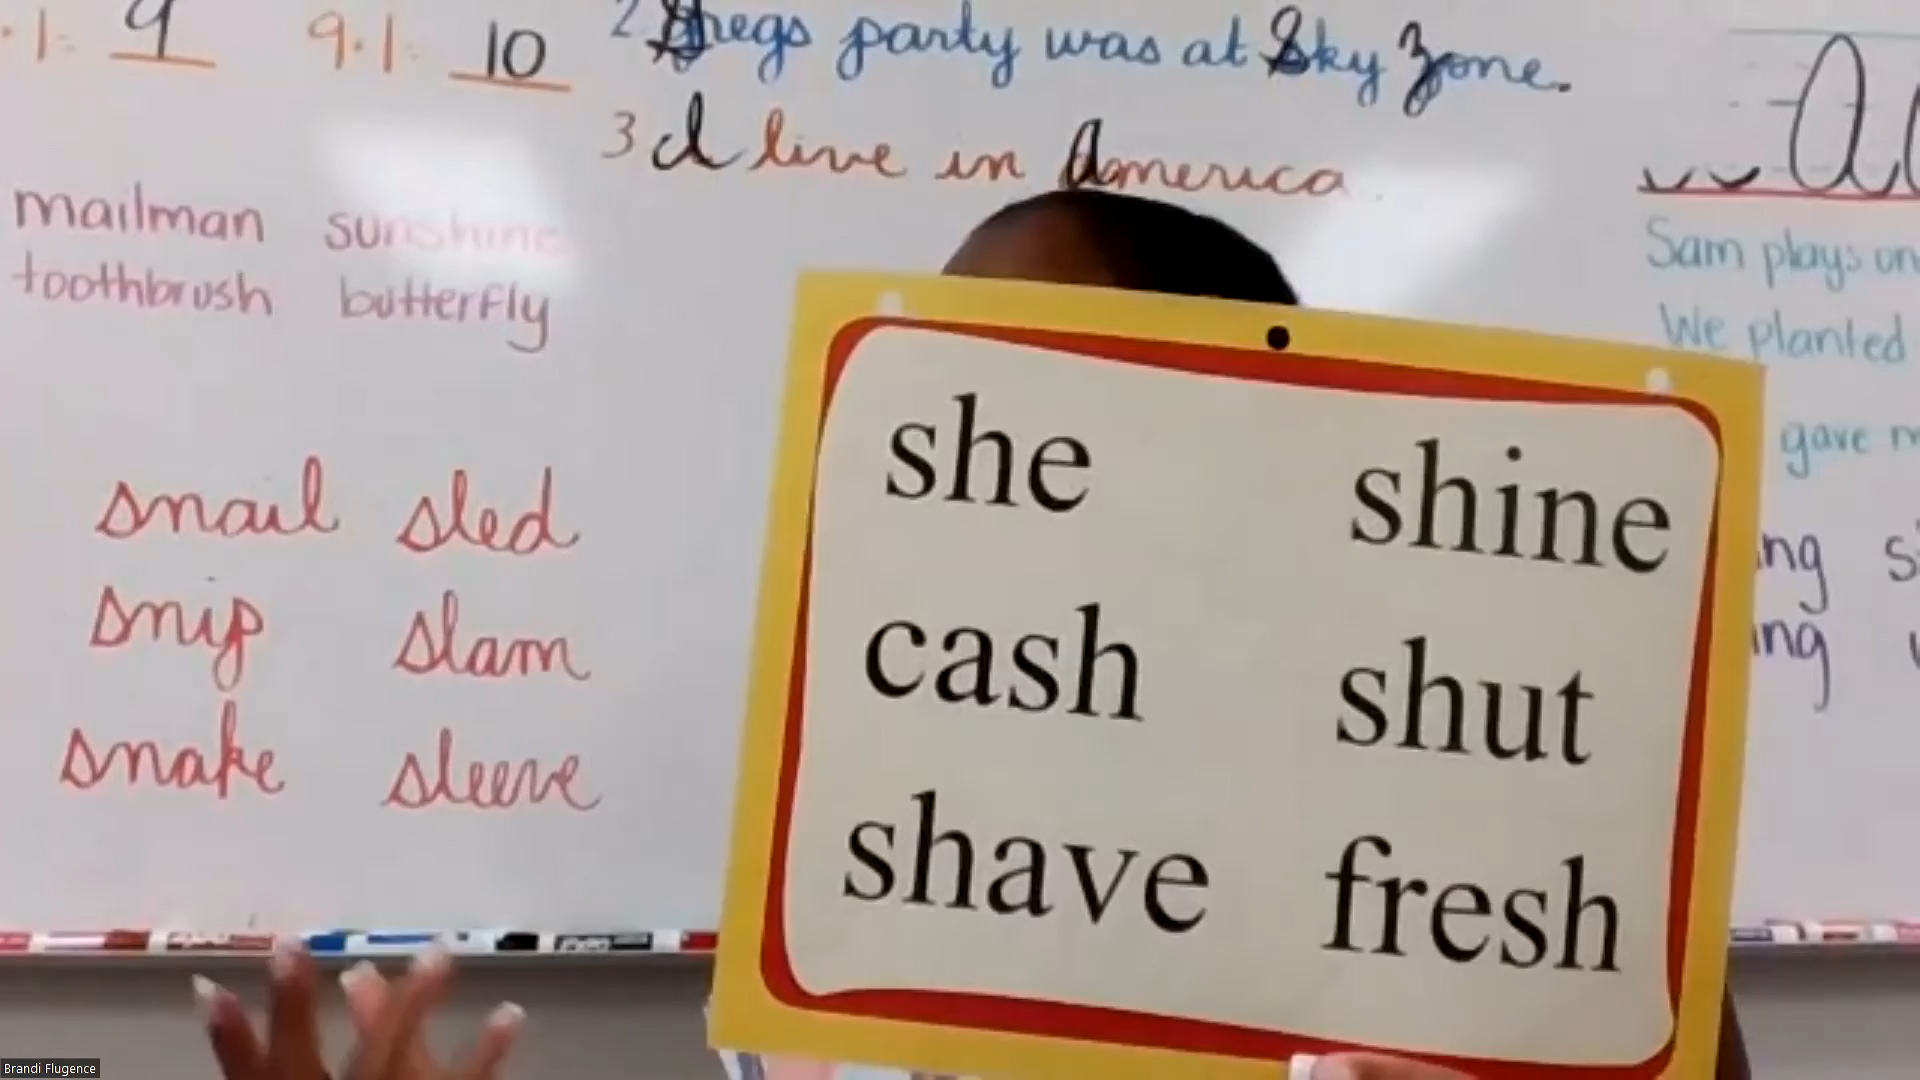 1 = 9
9 + 1 = 10
2. Gregs party was at Sky Zone.
3 I live in America.
mailman sunshine
toothbrush butterfly
snail sled
snip slam
snake sleeve
she shine
cash shut
shave fresh
Sam plays on
We planted
gave
Brandi Flugence